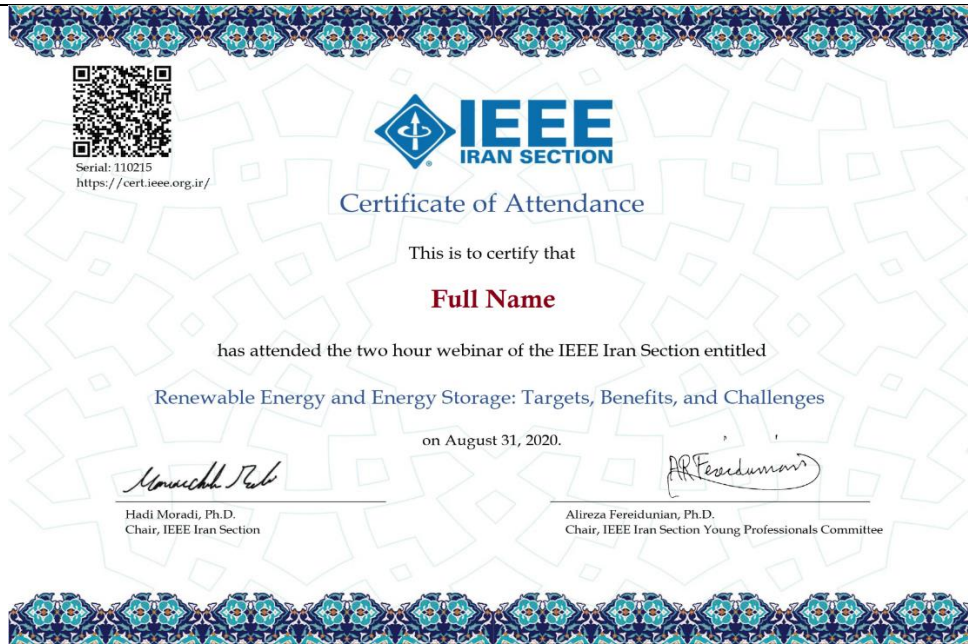 Serial: 110215
https://cert.ieee.org.ir/
IEEE
IRAN SECTION
Certificate of Attendance
This is to certify that
Full Name
has attended the two hour webinar of the IEEE Iran Section entitled
Renewable Energy and Energy Storage: Targets, Benefits, and Challenges
on August 31, 2020.
ARFereidunian
Hadi Moradi, Ph.D.
Chair, IEEE Iran Section
Alireza Fereidunian, Ph.D.
Chair, IEEE Iran Section Young Professionals Committee